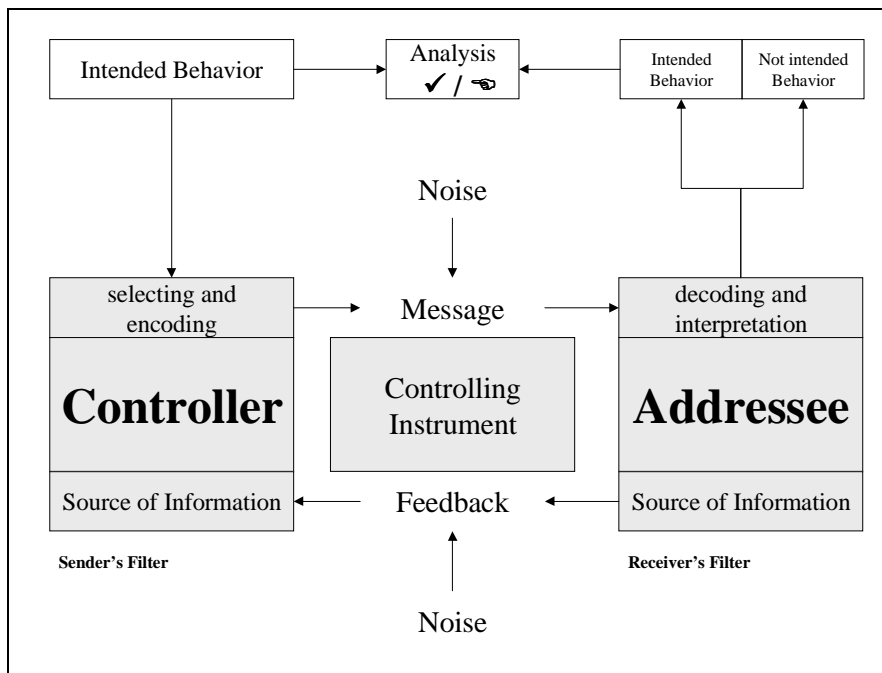 Intended Behavior
Analysis
✓ / ☜
Intended
Behavior
Not intended
Behavior
Noise
selecting and
encoding
Message
decoding and
interpretation
Controller
Controlling
Instrument
Addressee
Source of Information
Feedback
Source of Information
Sender's Filter
Receiver's Filter
Noise